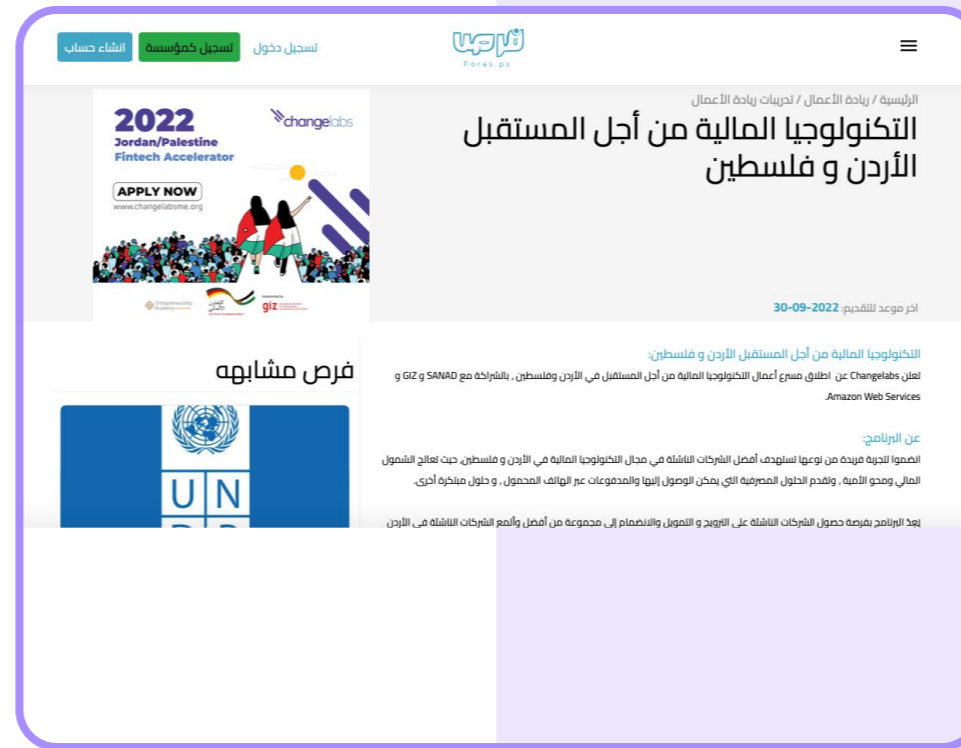 انشاء حساب
تسجيل كمؤسسة
تسجيل دخول
فرص
Foras.ps
الرئيسية / ريادة الأعمال / تدريبات ريادة الأعمال
التكنولوجيا المالية من أجل المستقبل
الأردن و فلسطين
اخر موعد للتقديم: 30-09-2022
2022
Jordan/Palestine
Fintech Accelerator
changelabs
APPLY NOW
www.changelabsme.org
Entrepreneurship
Academy
giz
التكنولوجيا المالية من أجل المستقبل الأردن و فلسطين:
تعلن Changelabs عن اطلاق مسرع أعمال التكنولوجيا المالية من أجل المستقبل في الأردن وفلسطين , بالشراكة مع SANAD و GIZ و
Amazon Web Services.
عن البرنامج:
انضموا لتجربة فريدة من نوعها تستهدف أفضل الشركات الناشئة في مجال التكنولوجيا المالية في الأردن و فلسطين, حيث تعالج الشمول
المالي ومحو الأمية , وتقدم الحلول المصرفية التي يمكن الوصول إليها والمدفوعات عبر الهاتف المحمول , و حلول مبتكرة أخرى.
يَعِدُ البرنامج بفرصة حصول الشركات الناشئة على الترويج و التمويل والانضمام إلى مجموعة من أفضل وألمع الشركات الناشئة في الأردن
فرص مشابهه
U N
D P